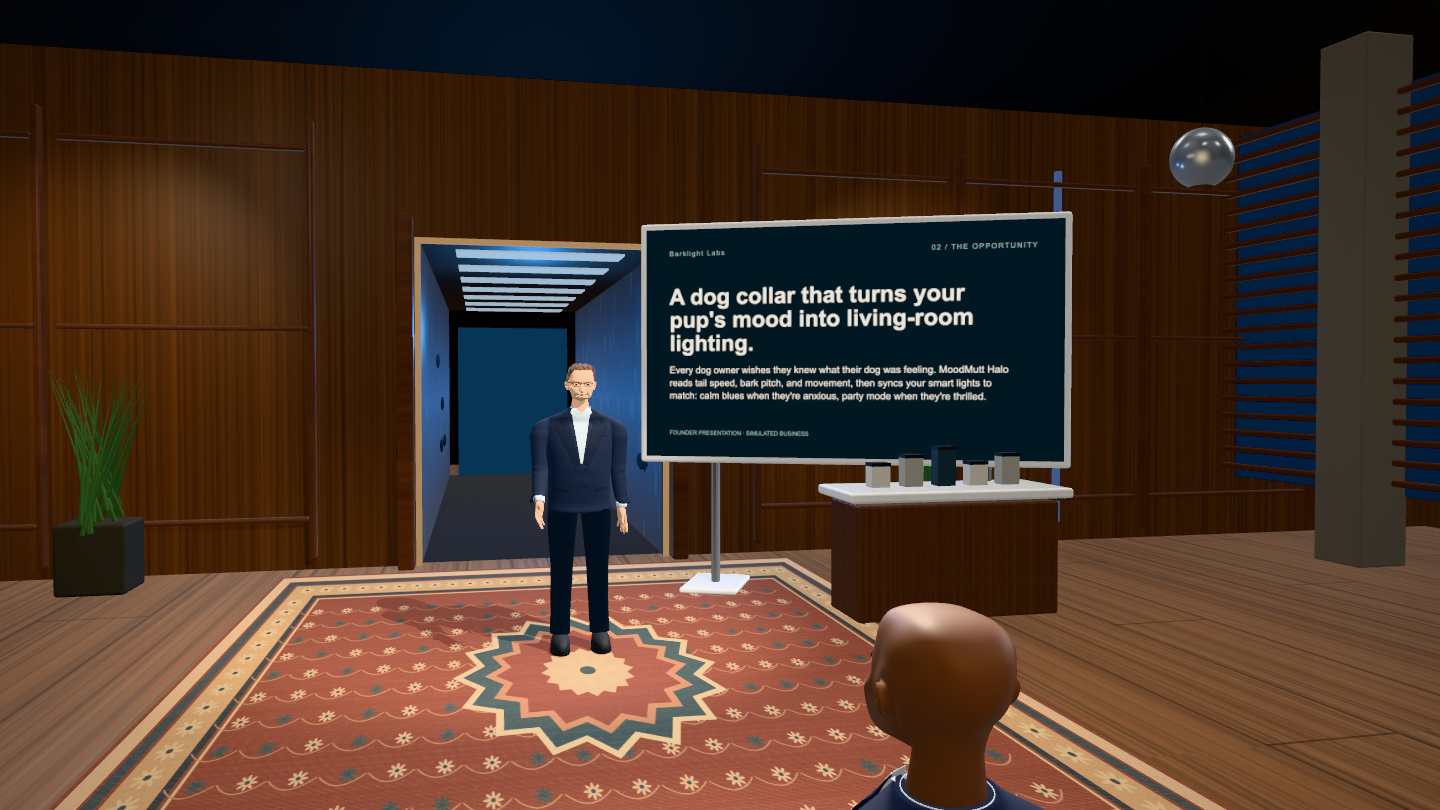 Barklight Labs
02 / THE OPPORTUNITY
A dog collar that turns your
pup's mood into living-room
lighting.
Every dog owner wishes they knew what their dog was feeling. MoodMutt Halo
reads tail speed, bark pitch, and movement, then syncs your smart lights to
match: calm blues when they're anxious, party mode when they're thrilled.
FOUNDER PRESENTATION · SIMULATED BUSINESS